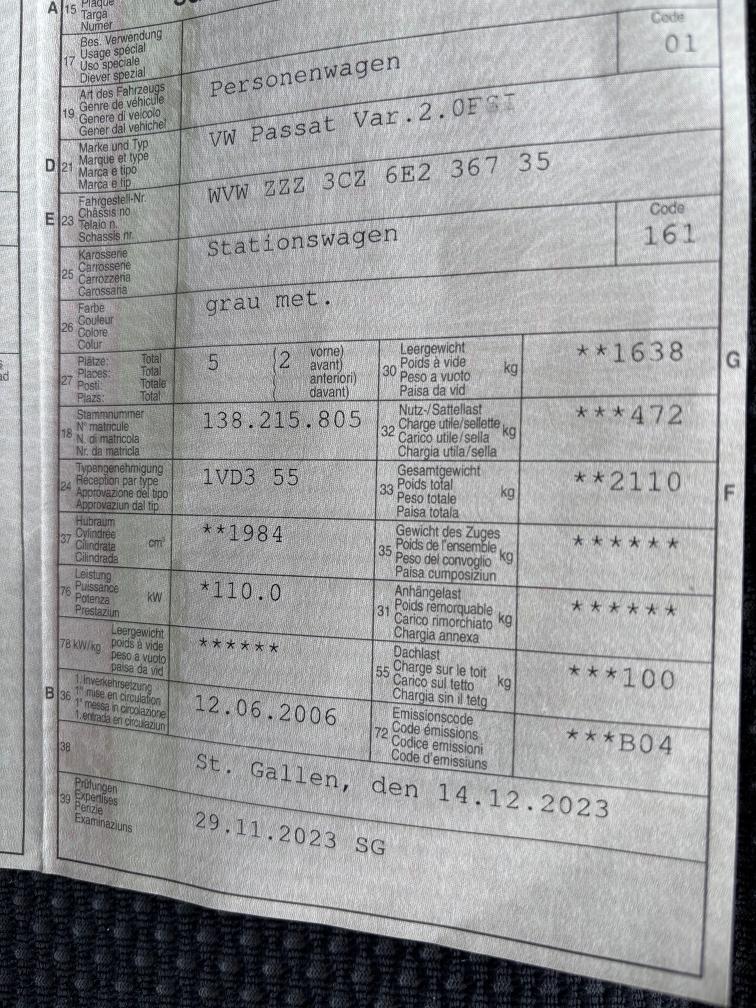 A 15 Plaque
Targa
Numer
17 Bes. Verwendung
Usage spécial
Uso speciale
Diever spezial
Code
01
19 Art des Fahrzeugs
Genre de véhicule
Genere di veicolo
Gener dal vehichel
Personenwagen
D 21 Marke und Typ
Marque et type
Marca e tipo
Marca e tip
VW Passat Var.2.0FSI
E 23 Fahrgestell-Nr.
Châssis no
Telaio n.
Schassis nr.
WVW ZZZ 3CZ 6E2 367 35
25 Karosserie
Carrosserie
Carrozzeria
Carossaria
Stationswagen
Code
161
26 Farbe
Couleur
Colore
Colur
grau met.
27 Plätze: Total
Places: Total
Posti: Totale
Plazs: Total
5 (2 vorne)
avant)
anteriori)
davant)
30 Leergewicht
Poids à vide
Peso a vuoto
Paisa da vid
kg
**1638
G
18 Stammnummer
N° matricule
N. di matricola
Nr. da matricla
138.215.805
32 Nutz-/Sattellast
Charge utile/sellette
Carico utile/sella
Chargia utila/sella
kg
***472
24 Typengenehmigung
Réception par type
Approvazione del tipo
Approvaziun dal tip
1VD3 55
33 Gesamtgewicht
Poids total
Peso totale
Paisa totala
kg
**2110
F
37 Hubraum
Cylindrée
Cilindrata
Cilindrada
cm³
**1984
35 Gewicht des Zuges
Poids de l'ensemble
Peso del convoglio
Paisa cumposiziun
kg
******
76 Leistung
Puissance
Potenza
Prestaziun
kW
*110.0
31 Anhängelast
Poids remorquable
Carico rimorchiato
Chargia annexa
kg
******
78 kW/kg Leergewicht
poids à vide
peso a vuoto
paisa da vid
******
55 Dachlast
Charge sur le toit
Carico sul tetto
Chargia sin il tetg
kg
***100
B 36 1. Inverkehrsetzung
1re mise en circulation
1a messa in circolazione
1. entrada en circulaziun
12.06.2006
72 Emissionscode
Code émissions
Codice emissioni
Code d'emissiuns
***B04
38
St. Gallen, den 14.12.2023
39 Prüfungen
Expertises
Perizie
Examinaziuns
29.11.2023 SG